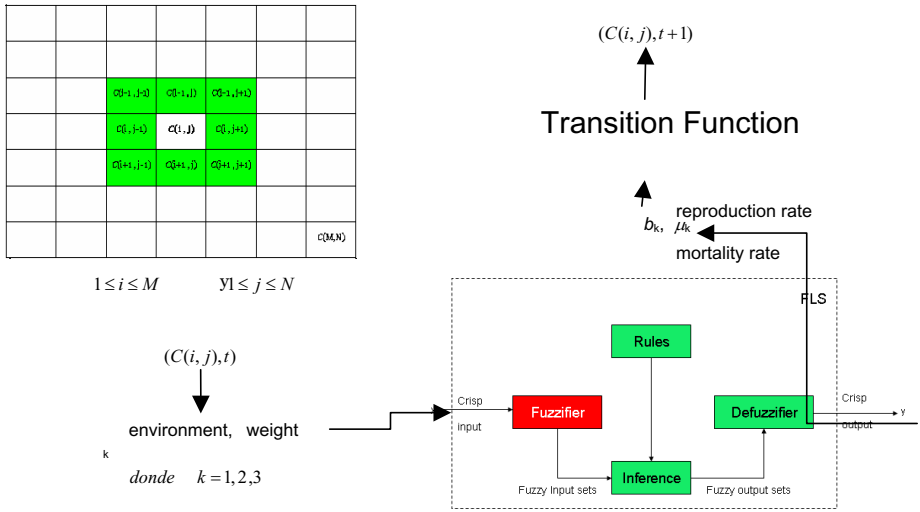 C(i-1, j-1) C(i-1, j) C(i-1, j+1)
C(i, j-1) C(i, j) C(i, j+1)
C(i+1, j-1) C(i+1, j) C(i+1, j+1)
C(M,N)
1 ≤ i ≤ M y1 ≤ j ≤ N
(C(i, j), t)
environment, weight
k
donde k = 1, 2, 3
(C(i, j), t+1)
Transition Function
bk, μk
reproduction rate
mortality rate
FLS
Rules
Crisp
input
Fuzzifier
Defuzzifier
Crisp
output
y
Inference
Fuzzy Input sets
Fuzzy output sets